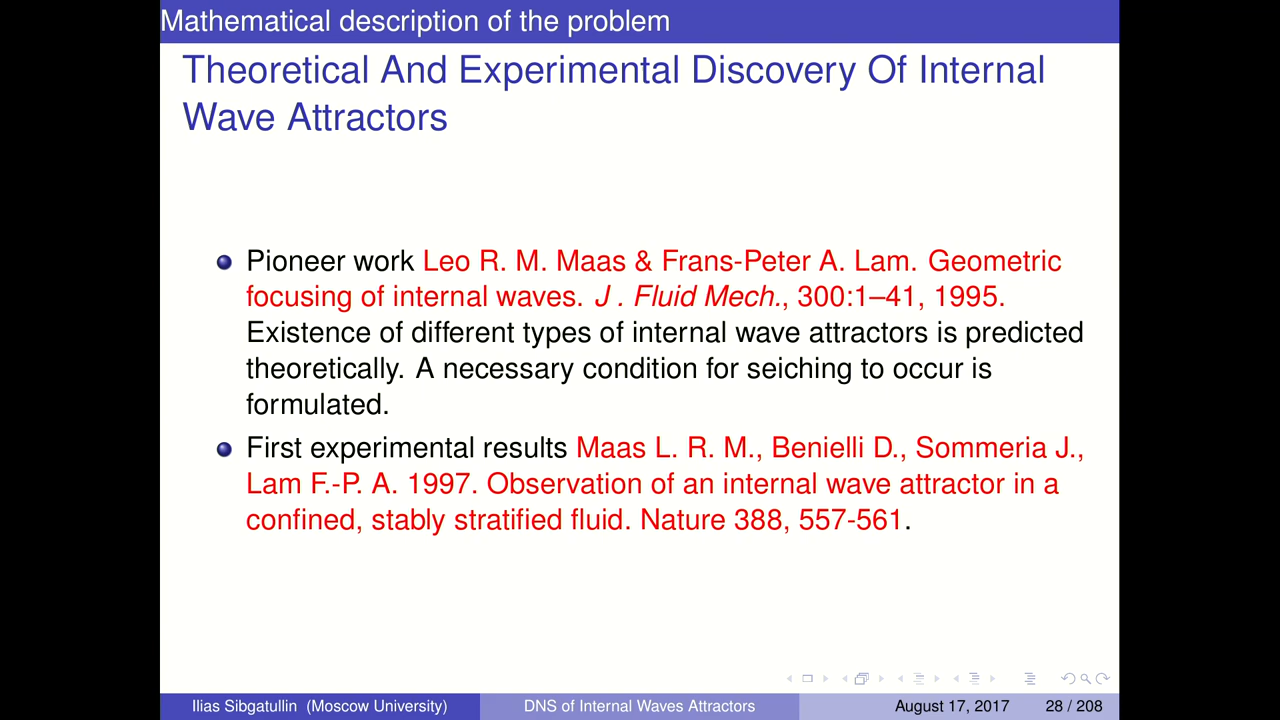 Mathematical description of the problem
Theoretical And Experimental Discovery Of Internal
Wave Attractors
Pioneer work Leo R. M. Maas & Frans-Peter A. Lam. Geometric
focusing of internal waves. J . Fluid Mech., 300:1–41, 1995.
Existence of different types of internal wave attractors is predicted
theoretically. A necessary condition for seiching to occur is
formulated.
First experimental results Maas L. R. M., Benielli D., Sommeria J.,
Lam F.-P. A. 1997. Observation of an internal wave attractor in a
confined, stably stratified fluid. Nature 388, 557-561.
Ilias Sibgatullin (Moscow University) DNS of Internal Waves Attractors August 17, 2017 28 / 208